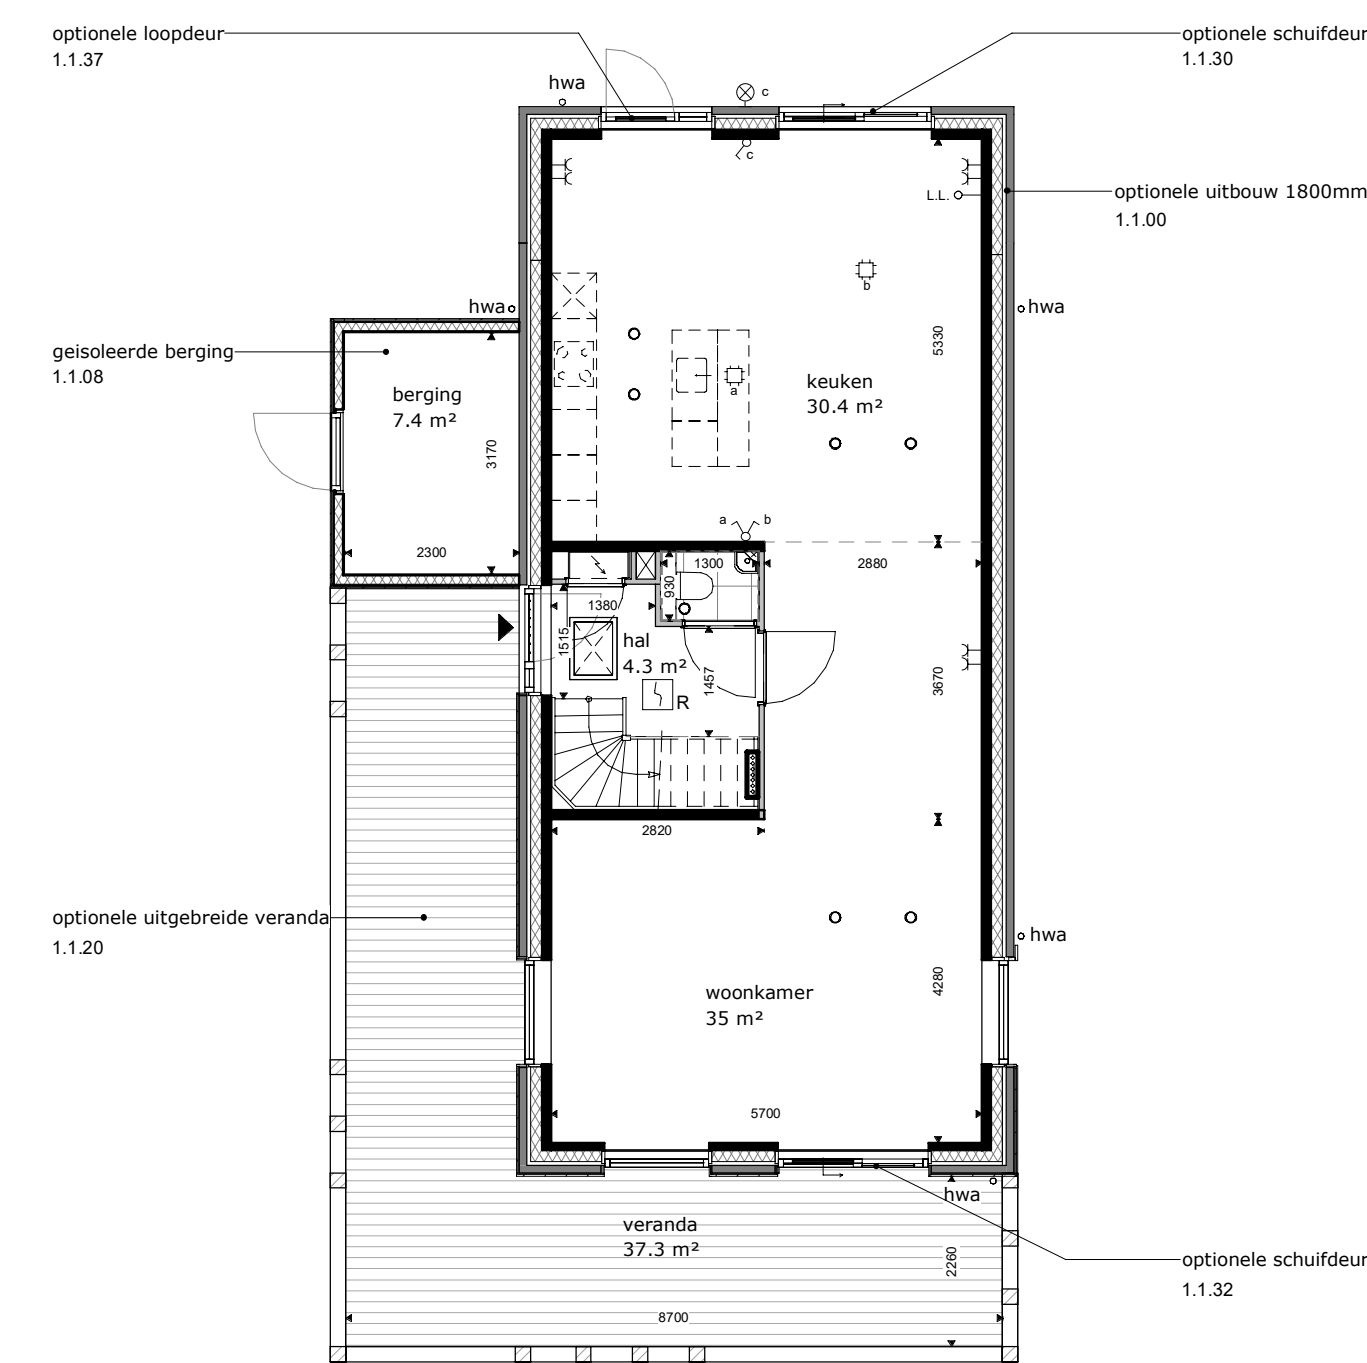 optionele loopdeur
1.1.37
optionele schuifdeur
1.1.30
hwa
c
c
L.L.
optionele uitbouw 1800mm
1.1.00
b
hwa
hwa
5330
geisoleerde berging
1.1.08
berging
7.4 m²
keuken
30.4 m²
a
3170
2300
a
b
1300
2880
930
1380
1515
hal
4.3 m²
1457
3670
R
2820
optionele uitgebreide veranda
1.1.20
hwa
4280
woonkamer
35 m²
5700
hwa
veranda
37.3 m²
2260
optionele schuifdeur
1.1.32
8700